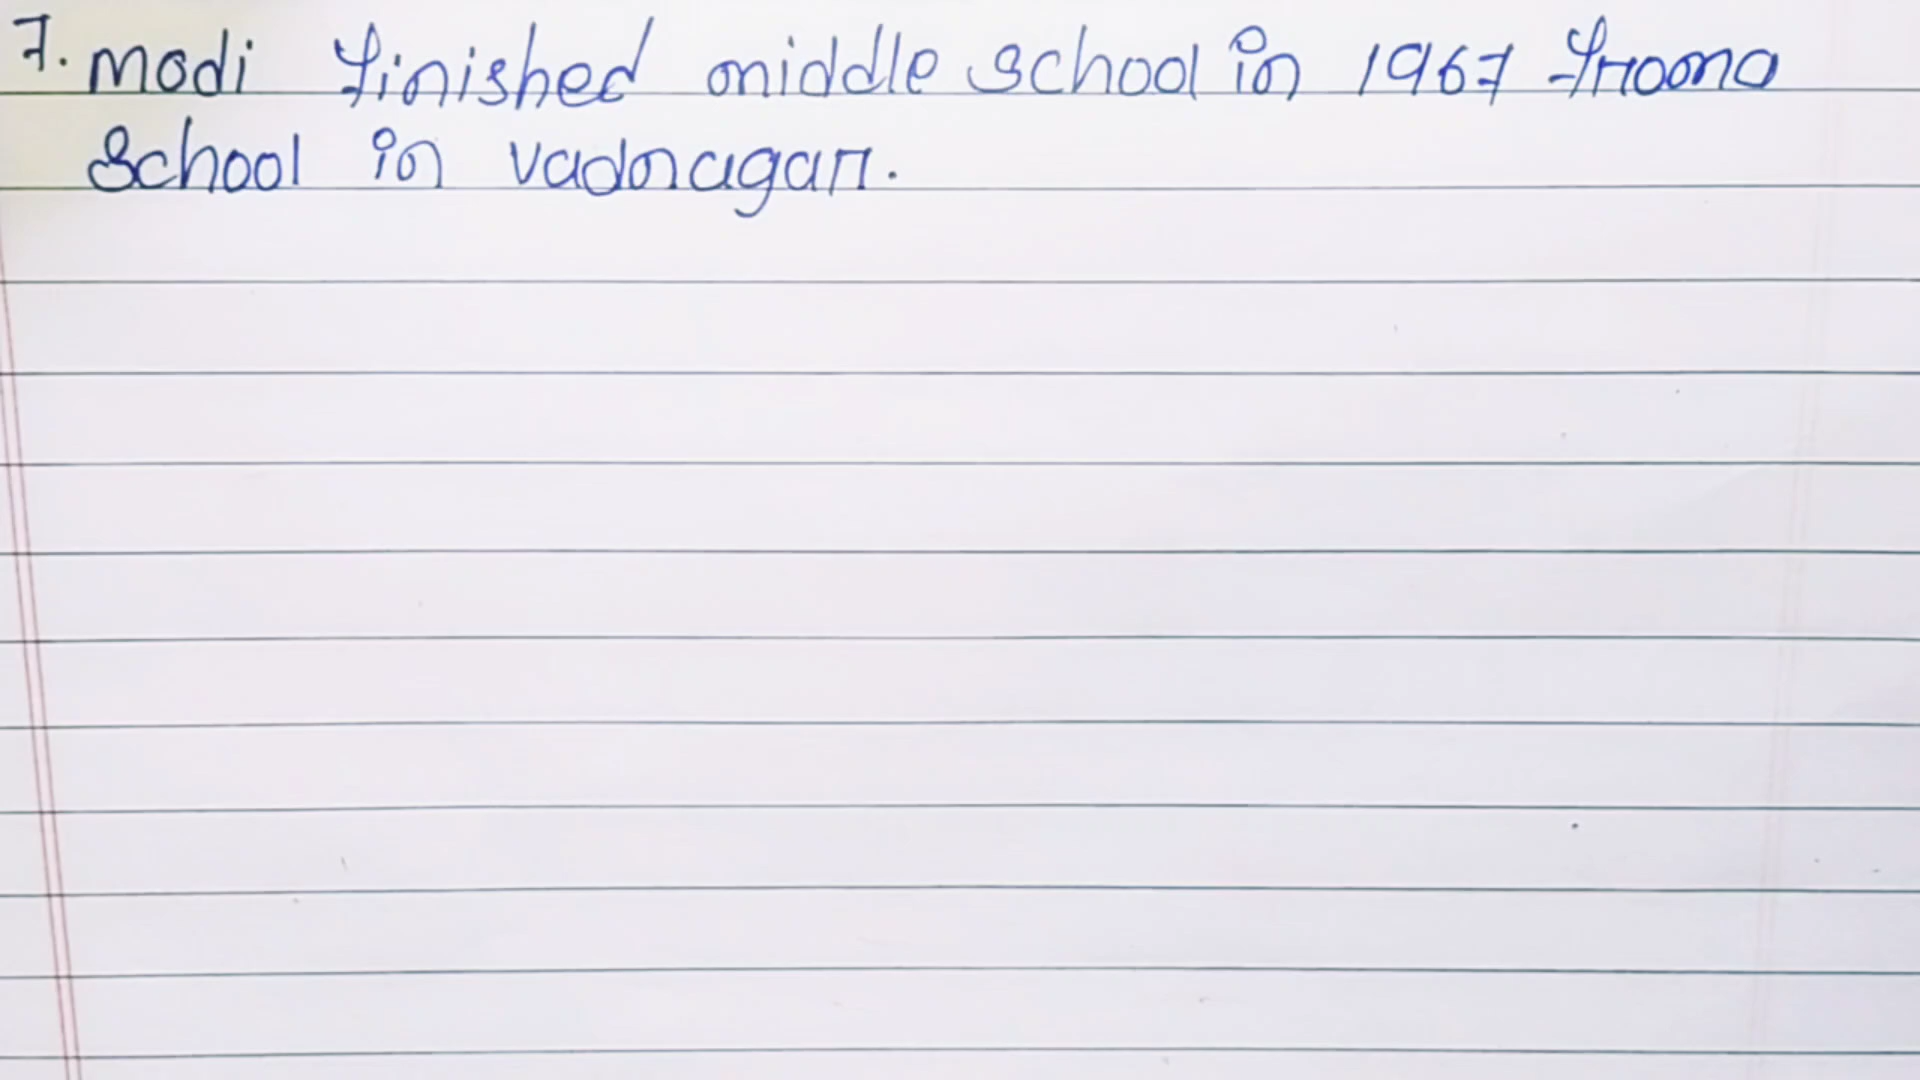 7. Modi finished middle school in 1967 from a
School in vadnagar.